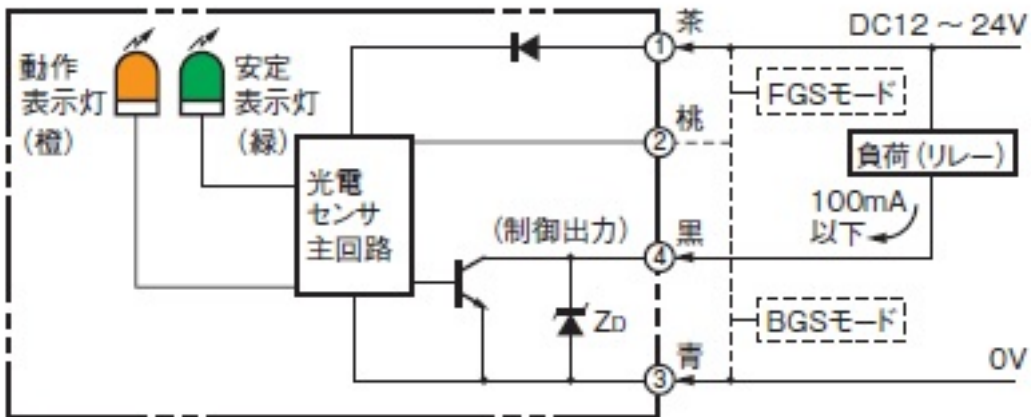 動作
表示灯
(橙)
安定
表示灯
(緑)
光電
センサ
主回路
(制御出力)
ZD
1
茶
2
桃
4
黒
3
青
DC12 ~ 24V
FGSモード
負荷(リレー)
100mA
以下
BGSモード
0V